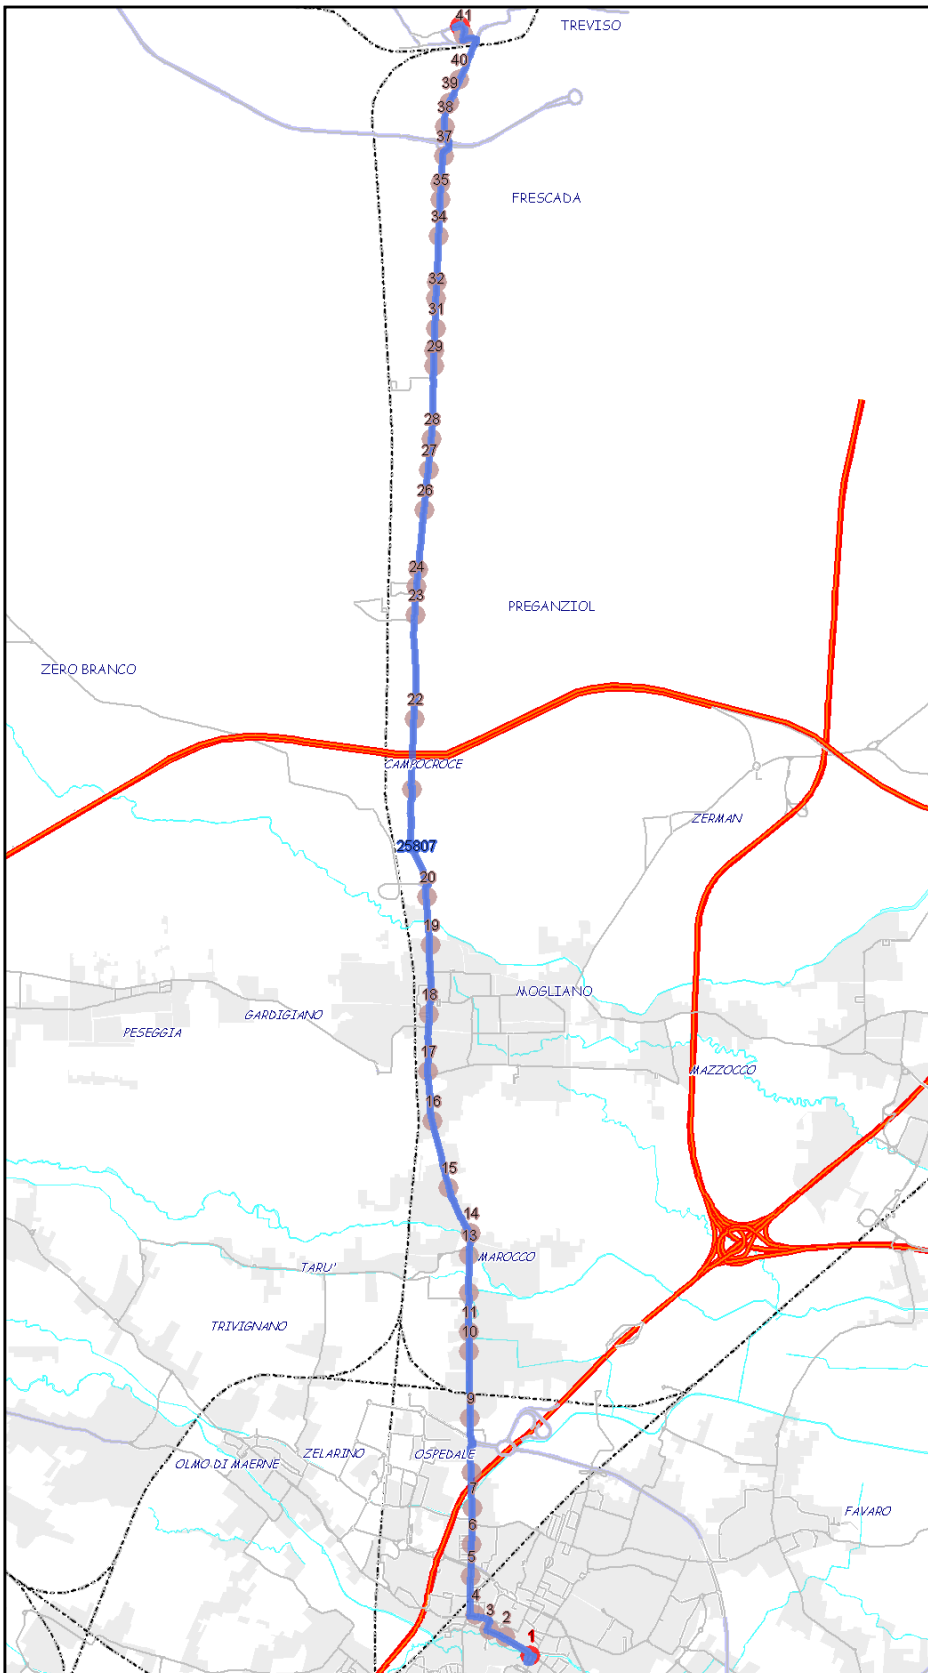 41
TREVISO
40
39
38
37
35
FRESCADA
34
32
31
29
28
27
26
24
23
PREGANZIOL
ZERO BRANCO
22
CAMPOCROCE
ZERMAN
25807
20
19
18
MOGLIANO
GARDIGIANO
PESEGGIA
17
MAZZOCCO
16
15
14
13
MAROCCO
TARU'
11
TRIVIGNANO
10
9
ZELARINO
OSPEDALE
OLMO DI MAERNE
7
FAVARO
6
5
4
3
2
1